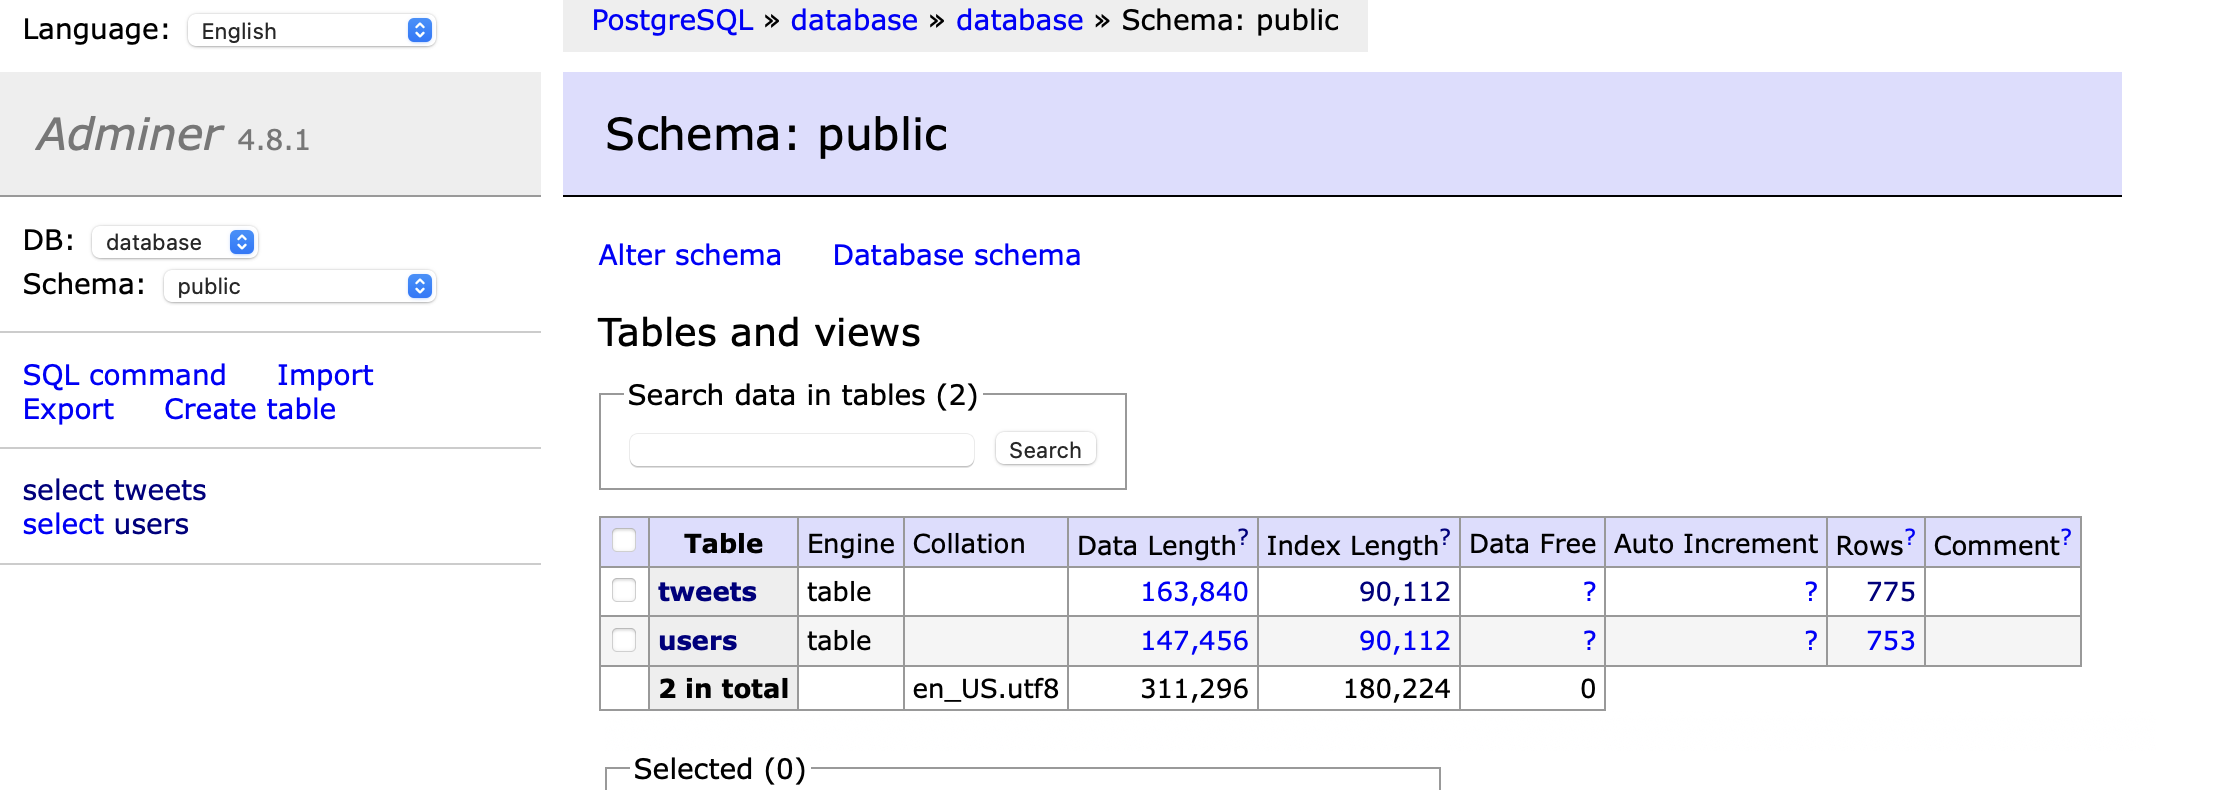 Language: English
PostgreSQL » database » database » Schema: public
Adminer 4.8.1
Schema: public
DB: database
Schema: public
SQL command Import
Export Create table
select tweets
select users
Alter schema Database schema
Tables and views
Search data in tables (2)
Search
Table Engine Collation Data Length? Index Length? Data Free Auto Increment Rows? Comment?
tweets table 163,840 90,112 ? ? 775
users table 147,456 90,112 ? ? 753
2 in total en_US.utf8 311,296 180,224 0
Selected (0)